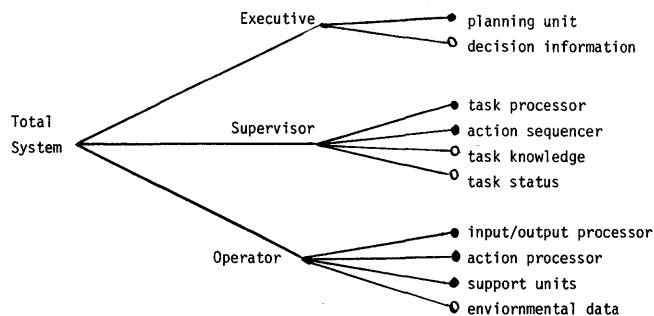 Executive
planning unit
decision information
Total
System
Supervisor
task processor
action sequencer
task knowledge
task status
Operator
input/output processor
action processor
support units
enviornmental data